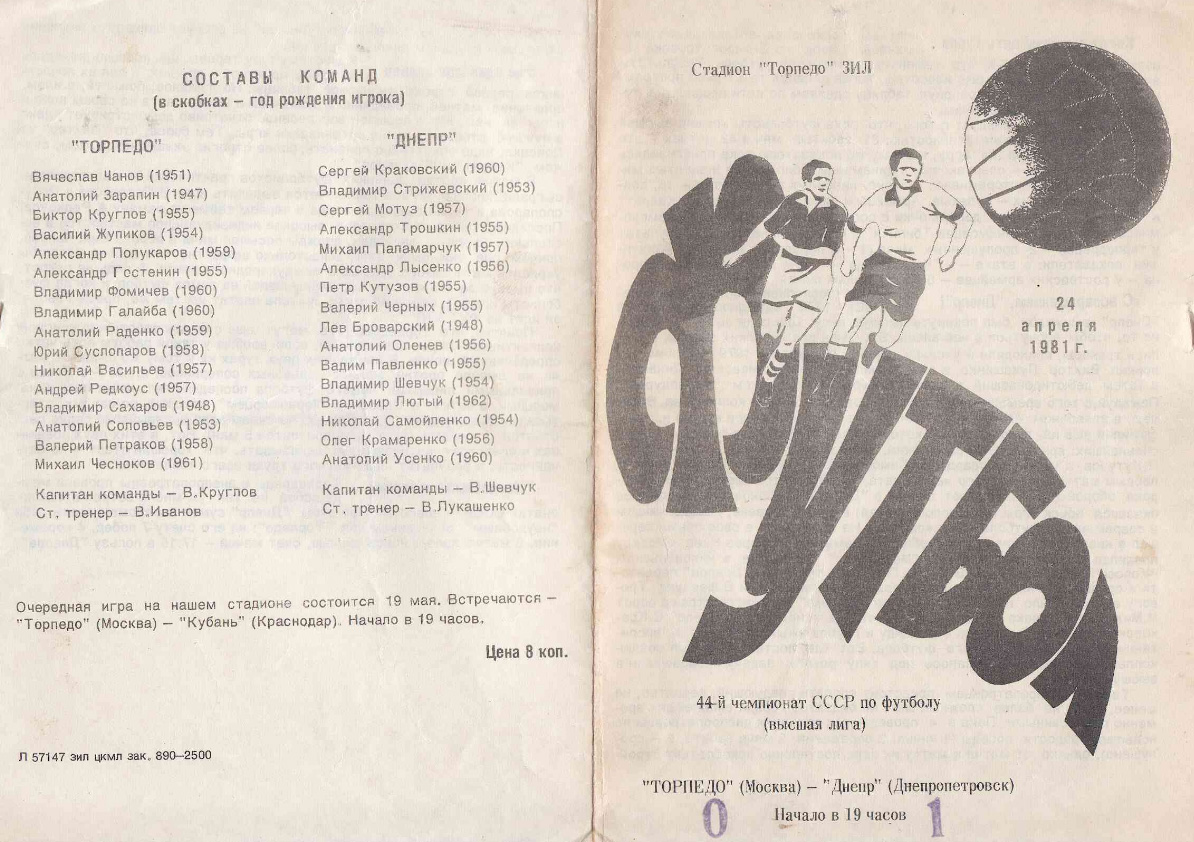 СОСТАВЫ КОМАНД
(в скобках – год рождения игрока)
"ТОРПЕДО"
Вячеслав Чанов (1951)
Анатолий Зарапин (1947)
Виктор Круглов (1955)
Василий Жупиков (1954)
Александр Полукаров (1959)
Александр Гостенин (1955)
Владимир Фомичев (1960)
Владимир Галайба (1960)
Анатолий Раденко (1959)
Юрий Суслопаров (1958)
Николай Васильев (1957)
Андрей Редкоус (1957)
Владимир Сахаров (1948)
Анатолий Соловьев (1953)
Валерий Петраков (1958)
Михаил Чесноков (1961)
Капитан команды – В.Круглов
Ст. тренер – В.Иванов
"ДНЕПР"
Сергей Краковский (1960)
Владимир Стрижевский (1953)
Сергей Мотуз (1957)
Александр Трошкин (1955)
Михаил Паламарчук (1957)
Александр Лысенко (1956)
Петр Кутузов (1955)
Валерий Черных (1955)
Лев Броварский (1948)
Анатолий Оленев (1956)
Вадим Павленко (1955)
Владимир Шевчук (1954)
Владимир Лютый (1962)
Николай Самойленко (1954)
Олег Крамаренко (1956)
Анатолий Усенко (1960)
Капитан команды – В.Шевчук
Ст. тренер – В.Лукашенко
Очередная игра на нашем стадионе состоится 19 мая. Встречаются –
"Торпедо" (Москва) – "Кубань" (Краснодар). Начало в 19 часов.
Цена 8 коп.
Л 57147 зил цкмл зак. 890–2500
Стадион "Торпедо" ЗИЛ
24
апреля
1981 г.
ФУТБОЛ
44-й чемпионат СССР по футболу
(высшая лига)
"ТОРПЕДО" (Москва) – "Днепр" (Днепропетровск)
0 Начало в 19 часов 1